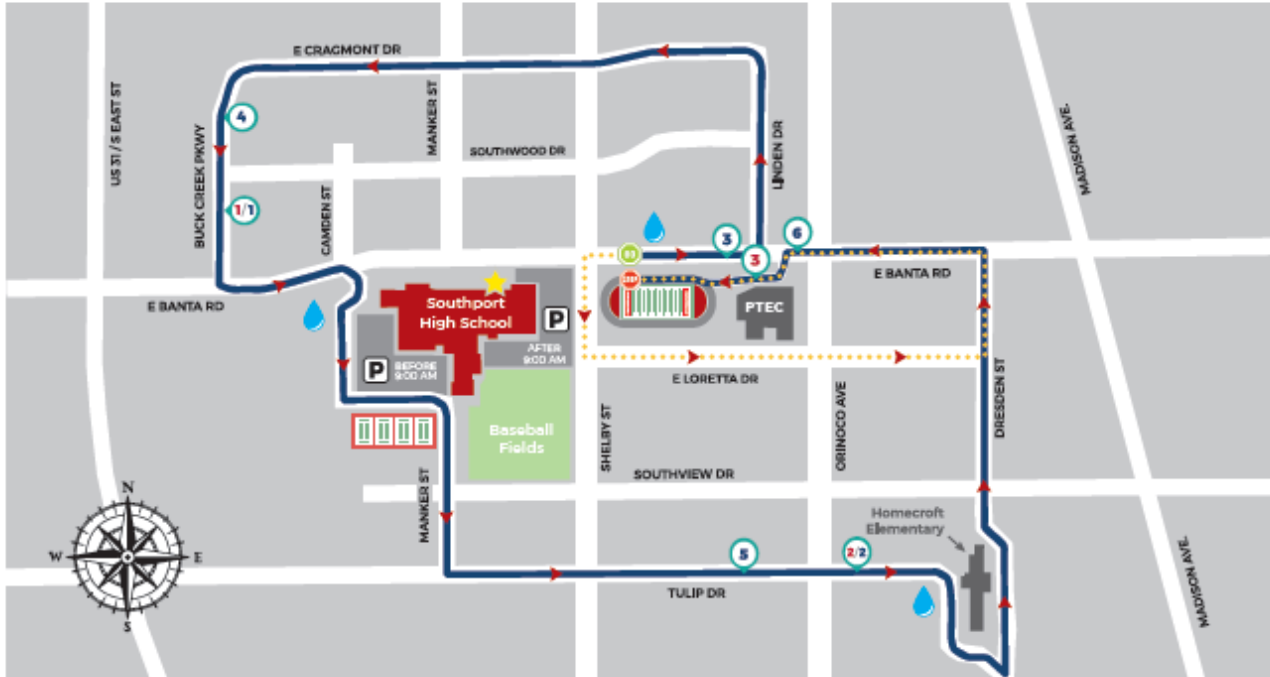 E CRAGMONT DR
US 31 / S EAST ST
BUCK CREEK PKWY
4
MANKER ST
SOUTHWOOD DR
LINDEN DR
MADISON AVE.
CAMDEN ST
1/1
3
6
3
E BANTA RD
E BANTA RD
Southport
High School
P
AFTER
9:00 AM
P
BEFORE
9:00 AM
PTEC
E LORETTA DR
Baseball
Fields
SHELBY ST
ORINOCO AVE
DRESDEN ST
SOUTHVIEW DR
MANKER ST
Homecroft
Elementary
N
W
E
S
5
2/2
TULIP DR
MADISON AVE.